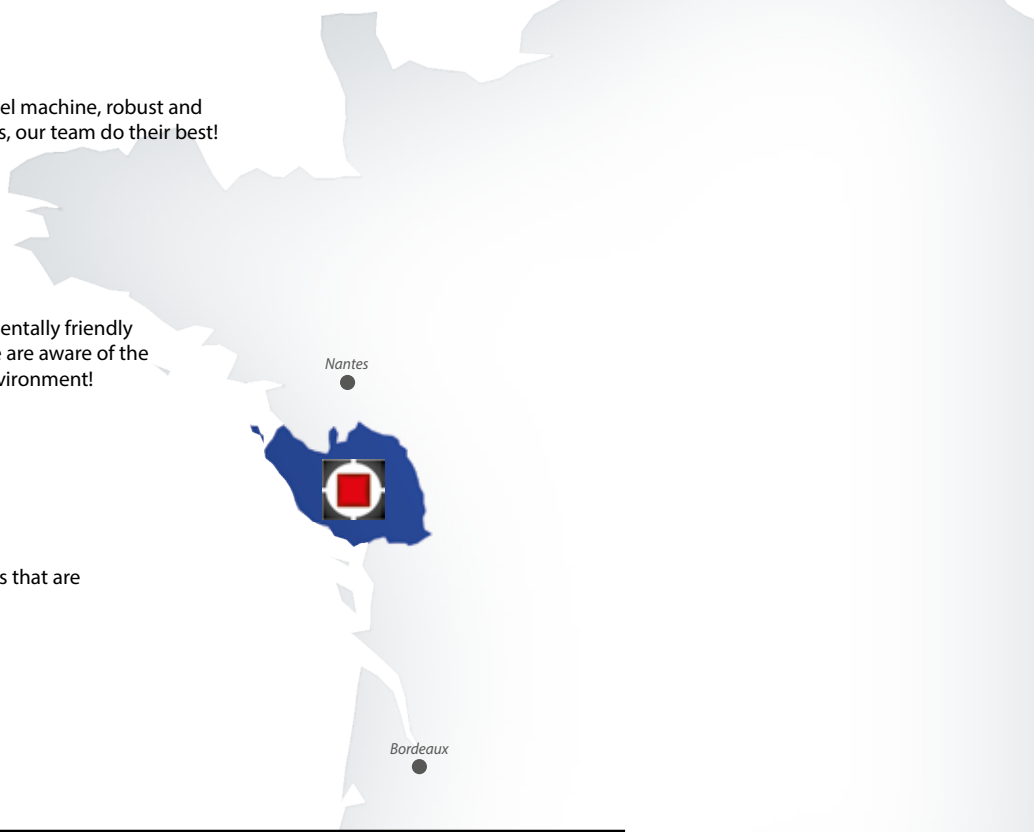 el machine, robust and
s, our team do their best!
entally friendly
e are aware of the
vironment!
Nantes
s that are
Bordeaux